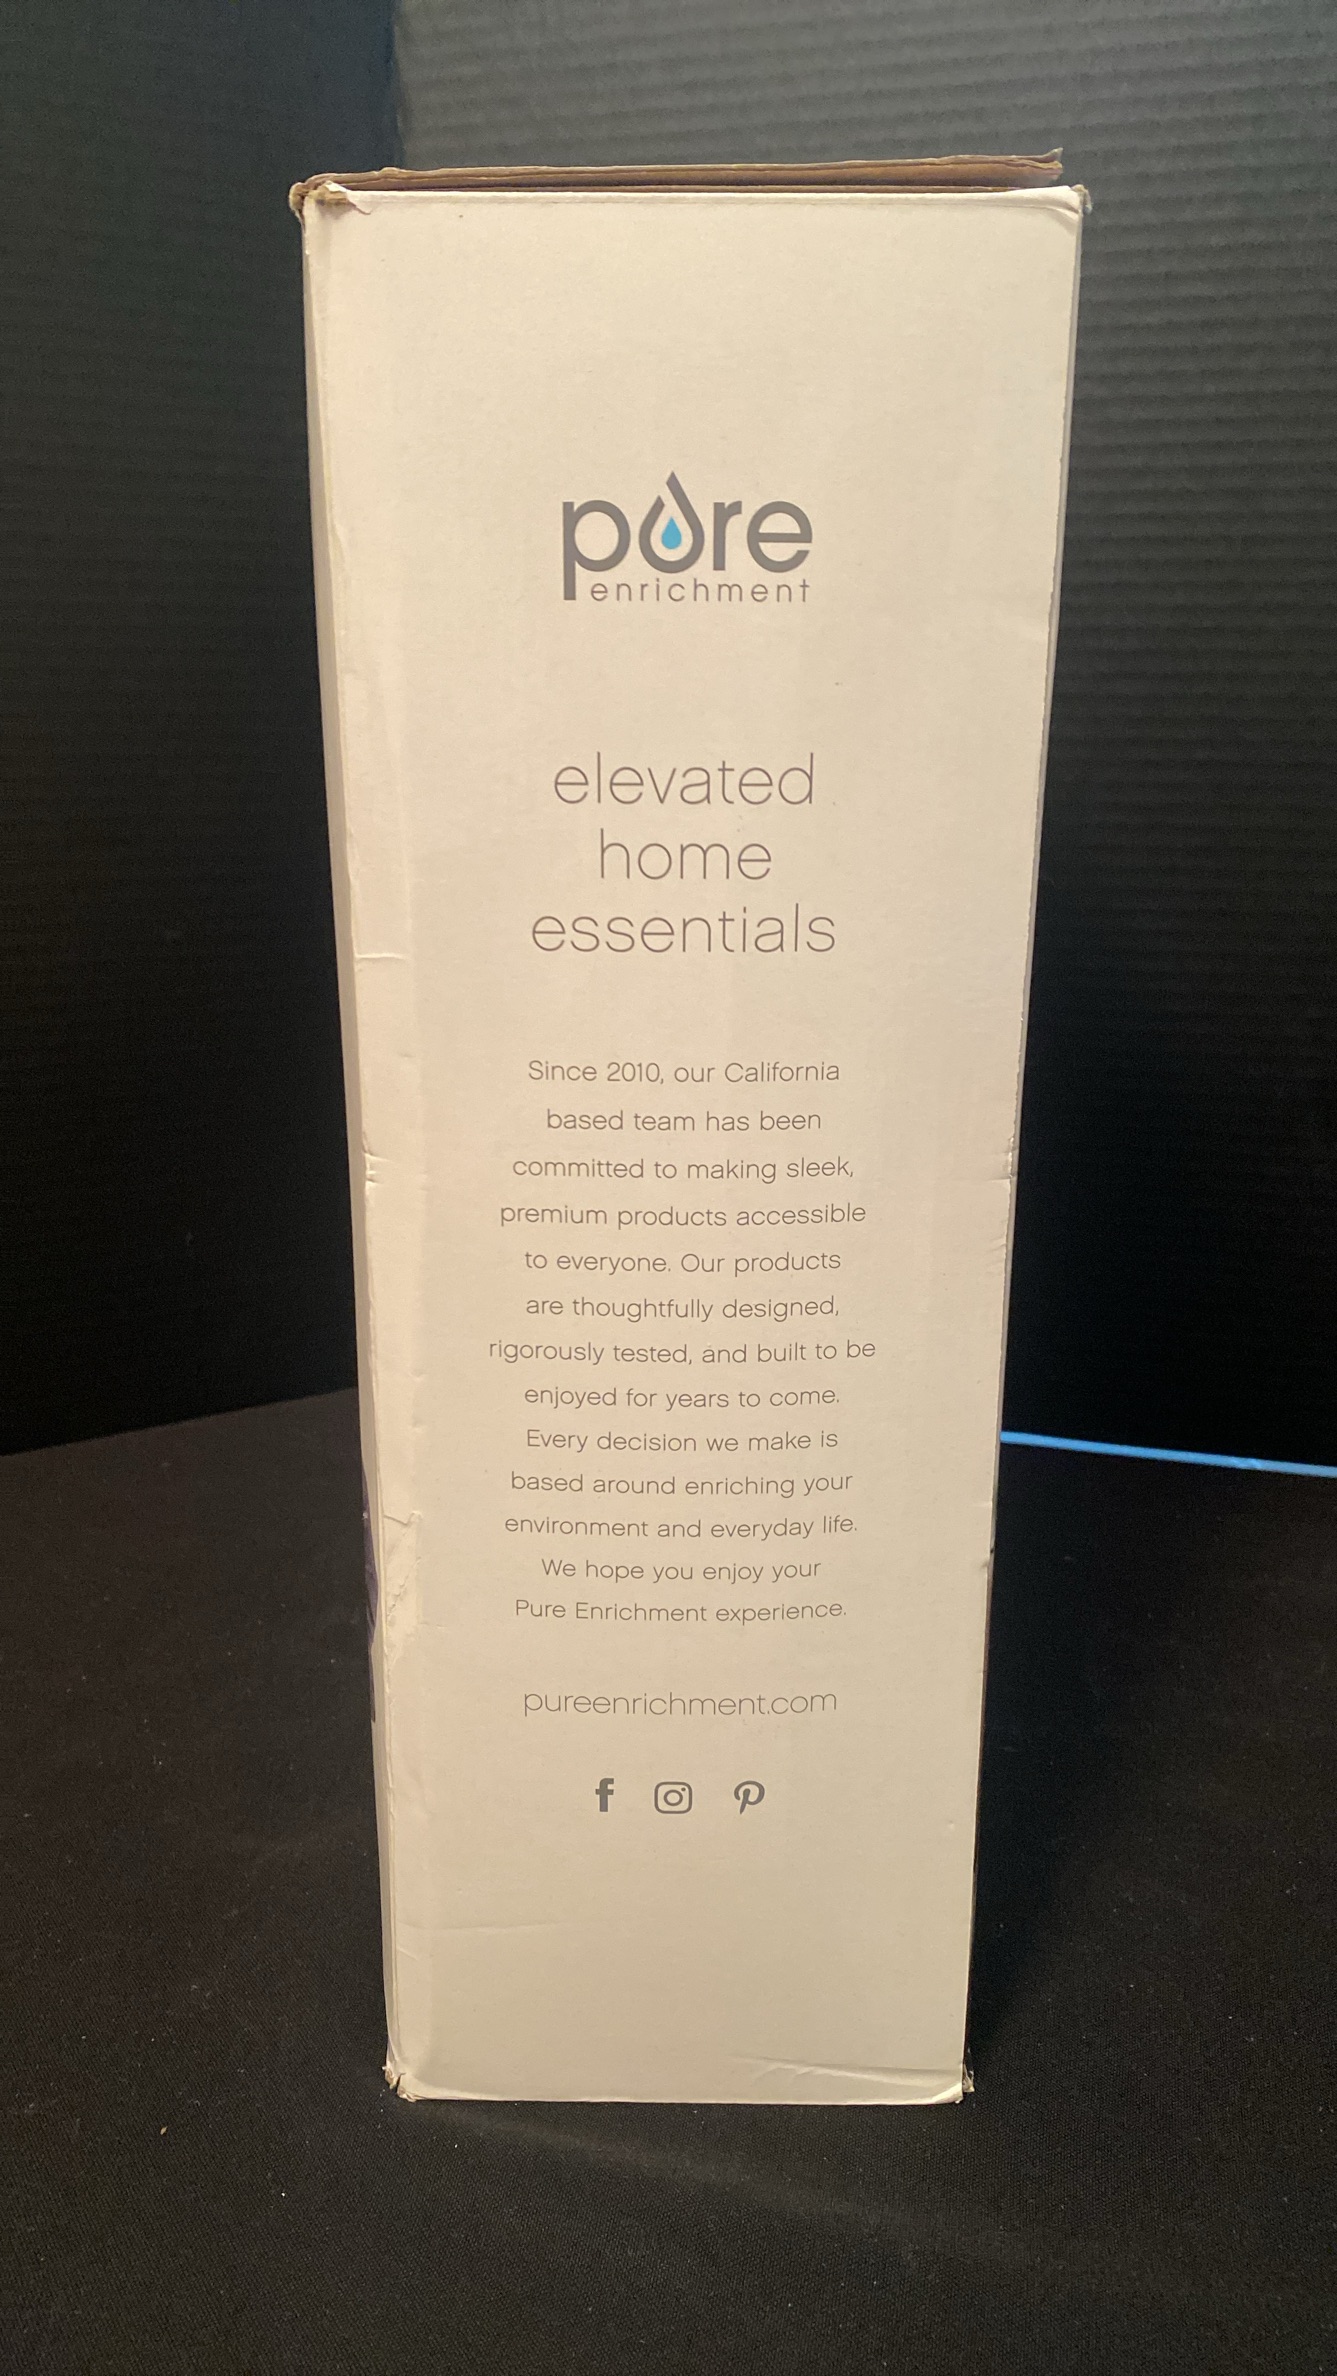 pure
enrichment
elevated
home
essentials
Since 2010, our California
based team has been
committed to making sleek,
premium products accessible
to everyone. Our products
are thoughtfully designed,
rigorously tested, and built to be
enjoyed for years to come.
Every decision we make is
based around enriching your
environment and everyday life.
We hope you enjoy your
Pure Enrichment experience.
pureenrichment.com